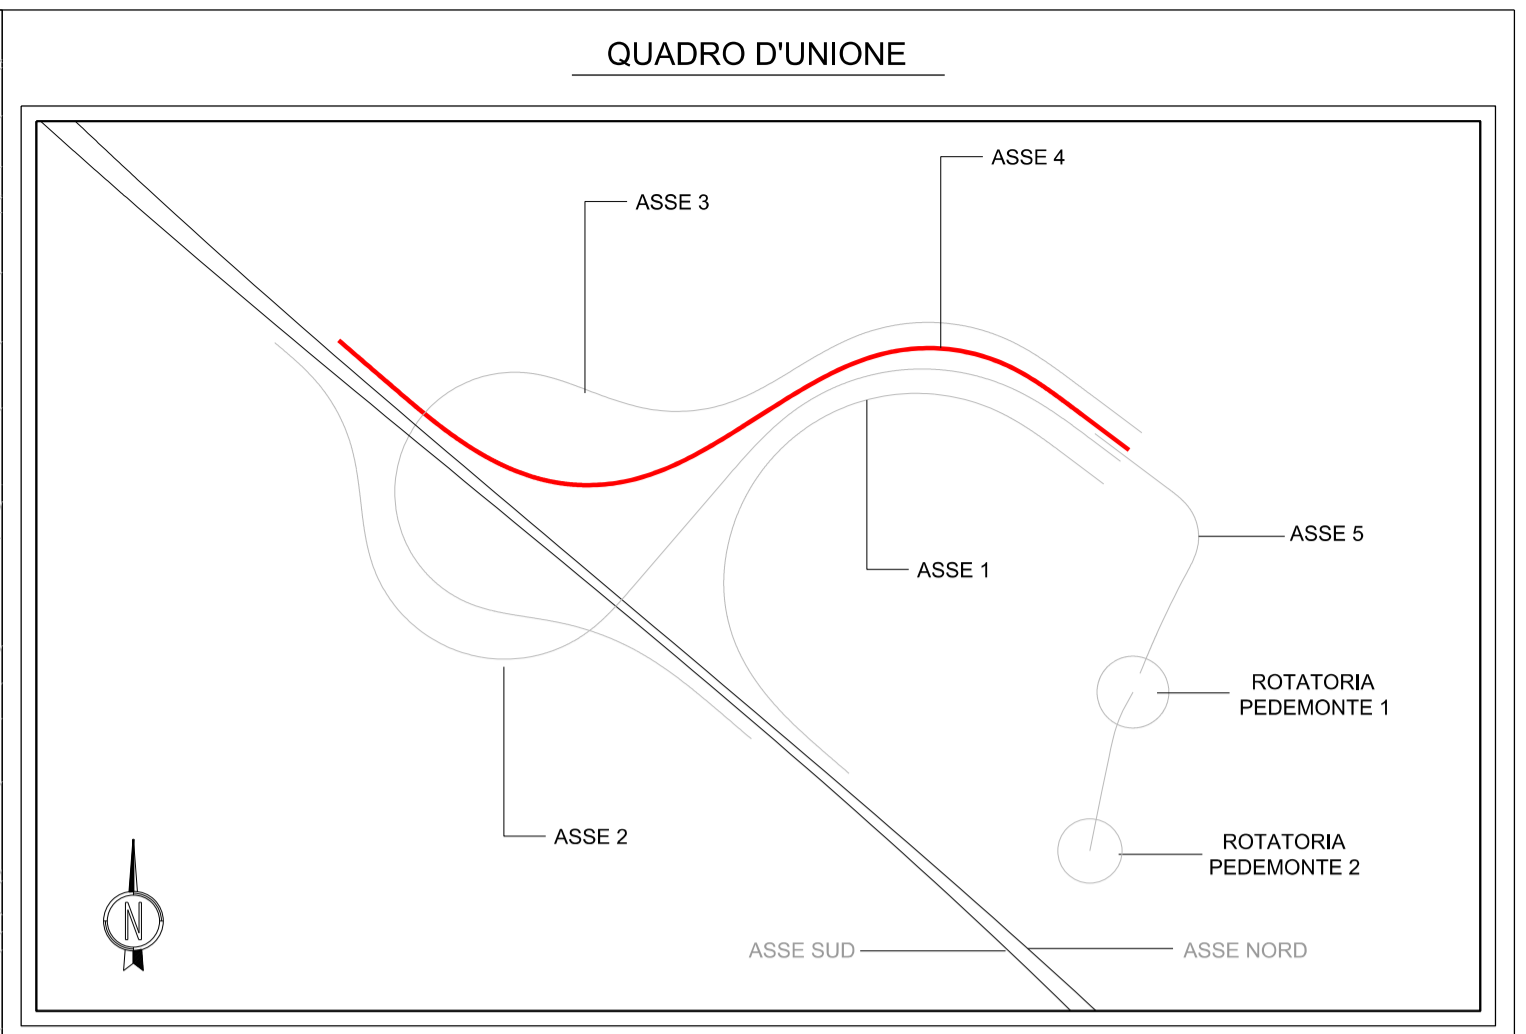 QUADRO D'UNIONE
ASSE 4
ASSE 3
ASSE 5
ASSE 1
ROTATORIA
PEDEMONTE 1
ASSE 2
ROTATORIA
PEDEMONTE 2
N
ASSE SUD
ASSE NORD